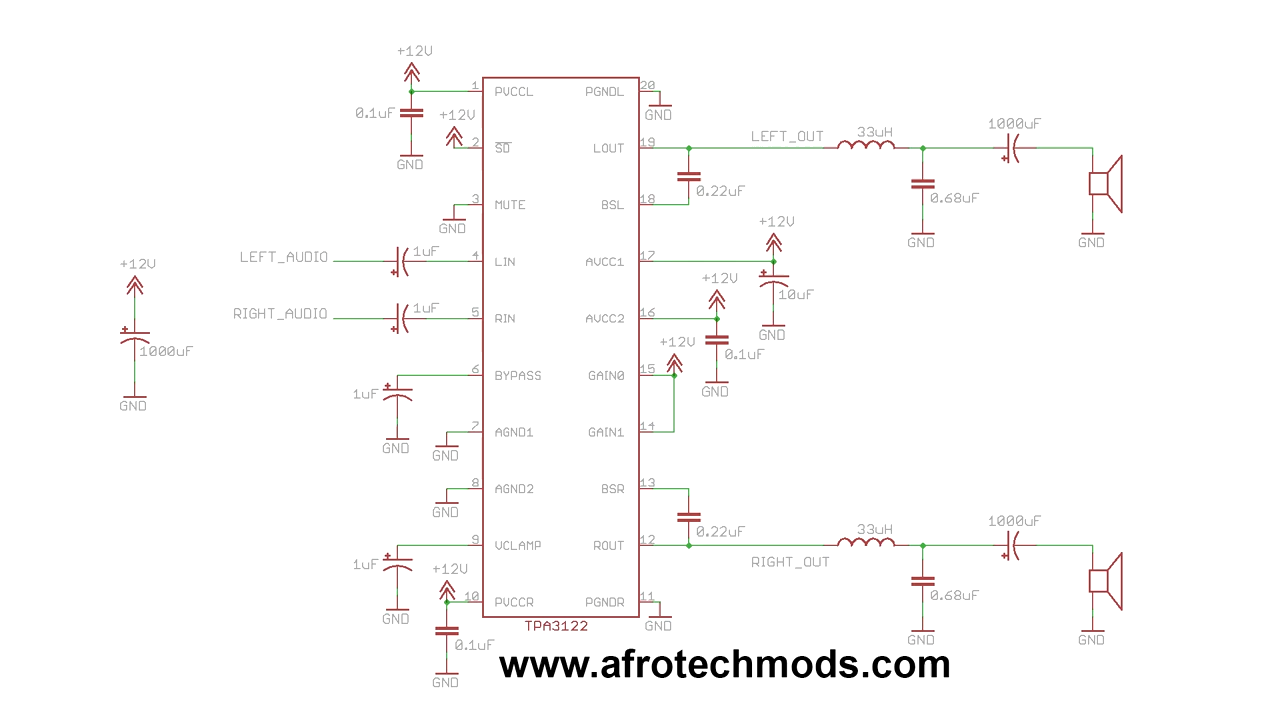 +12V
0.1uF
GND
+12V
1 PVCCL
2 SD
3 MUTE
GND
LEFT_AUDIO
1uF
4 LIN
RIGHT_AUDIO
1uF
5 RIN
+12V
1000uF
GND
6 BYPASS
1uF
GND
7 AGND1
GND
8 AGND2
GND
9 VCLAMP
1uF
GND
+12V
10 PVCCR
0.1uF
GND
TPA3122
PGNDL 20
GND
LOUT 19
LEFT_OUT
33uH
1000uF
0.22uF
0.68uF
GND
GND
BSL 18
AVCC1 17
+12V
10uF
GND
AVCC2 16
+12V
0.1uF
GND
GAIN0 15
+12V
GAIN1 14
BSR 13
0.22uF
ROUT 12
RIGHT_OUT
33uH
1000uF
0.68uF
GND
GND
PGNDR 11
GND
www.afrotechmods.com